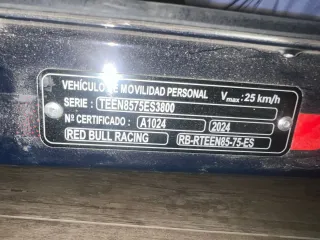 VEHÍCULO DE MOVILIDAD PERSONAL Vmax: 25 km/h
SERIE : TEEN8575ES3800
Nº CERTIFICADO : A1024 2024
RED BULL RACING RB-RTEEN85-75-ES